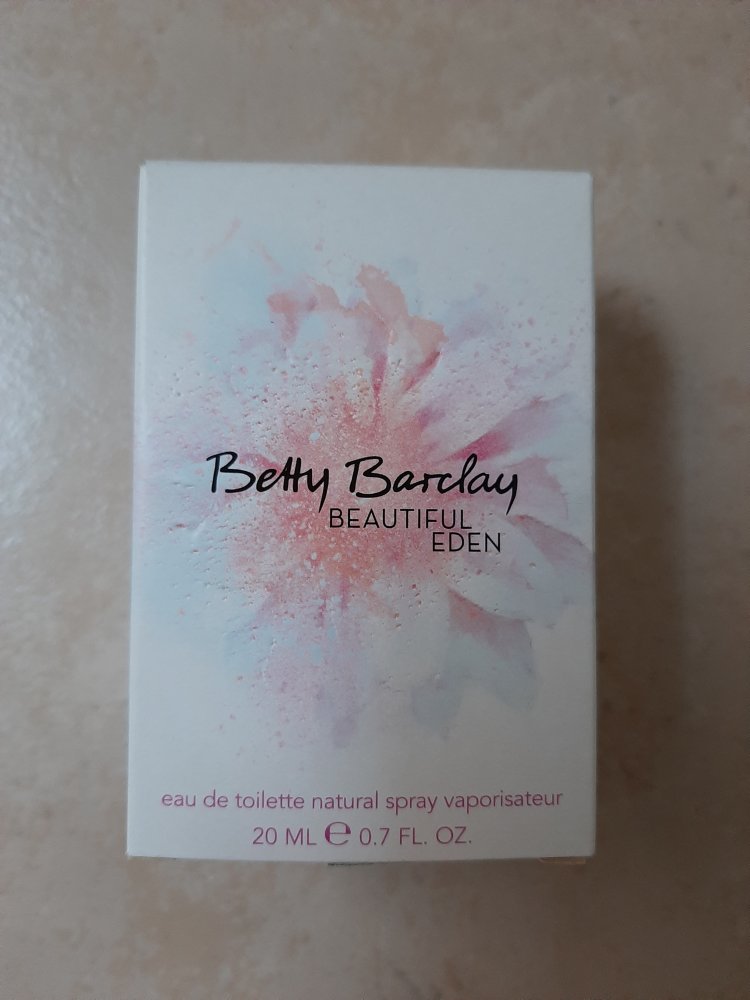 Betty Barclay
BEAUTIFUL
EDEN
eau de toilette natural spray vaporisateur
20 ML ℮ 0.7 FL. OZ.